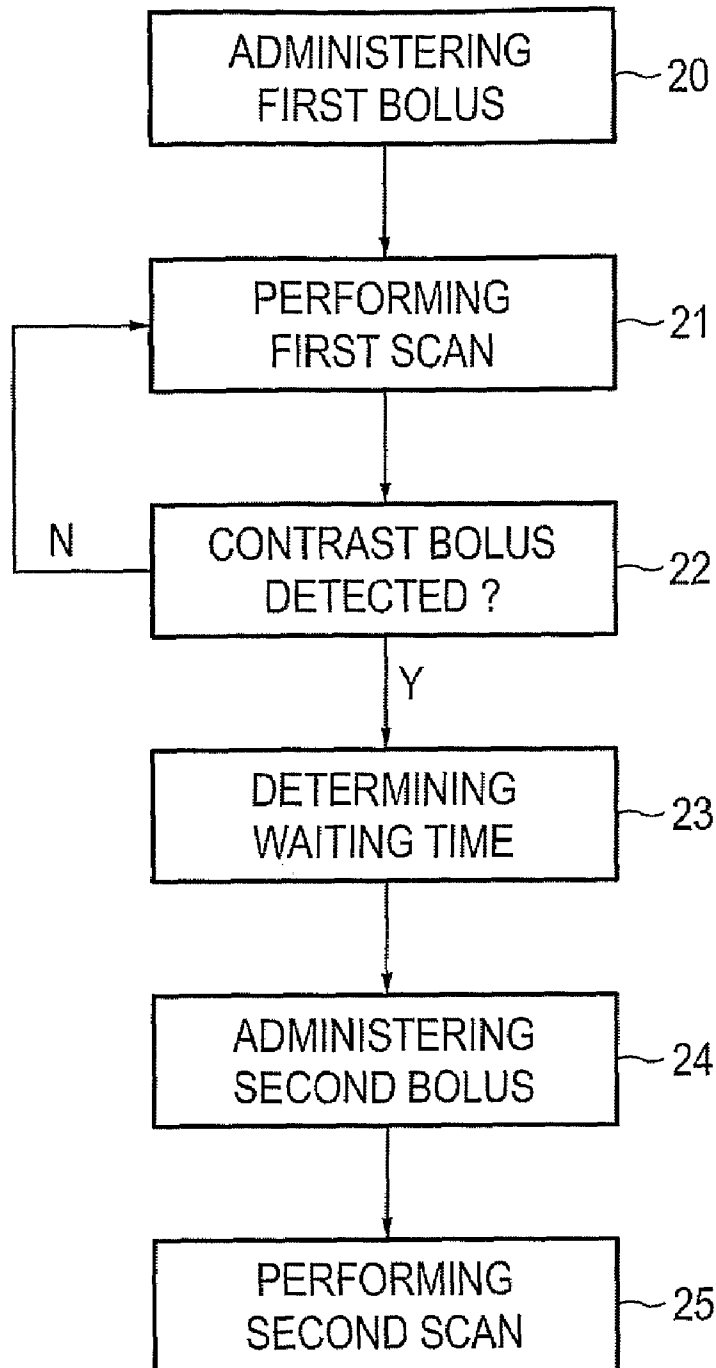 ADMINISTERING
FIRST BOLUS
20
PERFORMING
FIRST SCAN
21
N
CONTRAST BOLUS
DETECTED ?
22
Y
DETERMINING
WAITING TIME
23
ADMINISTERING
SECOND BOLUS
24
PERFORMING
SECOND SCAN
25